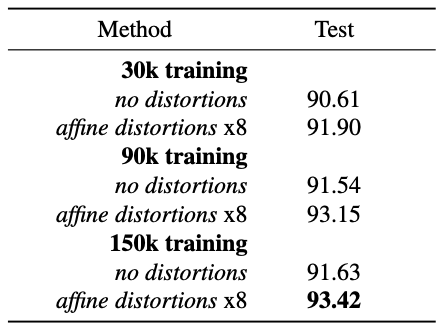 Method Test
30k training
no distortions 90.61
affine distortions x8 91.90
90k training
no distortions 91.54
affine distortions x8 93.15
150k training
no distortions 91.63
affine distortions x8 93.42